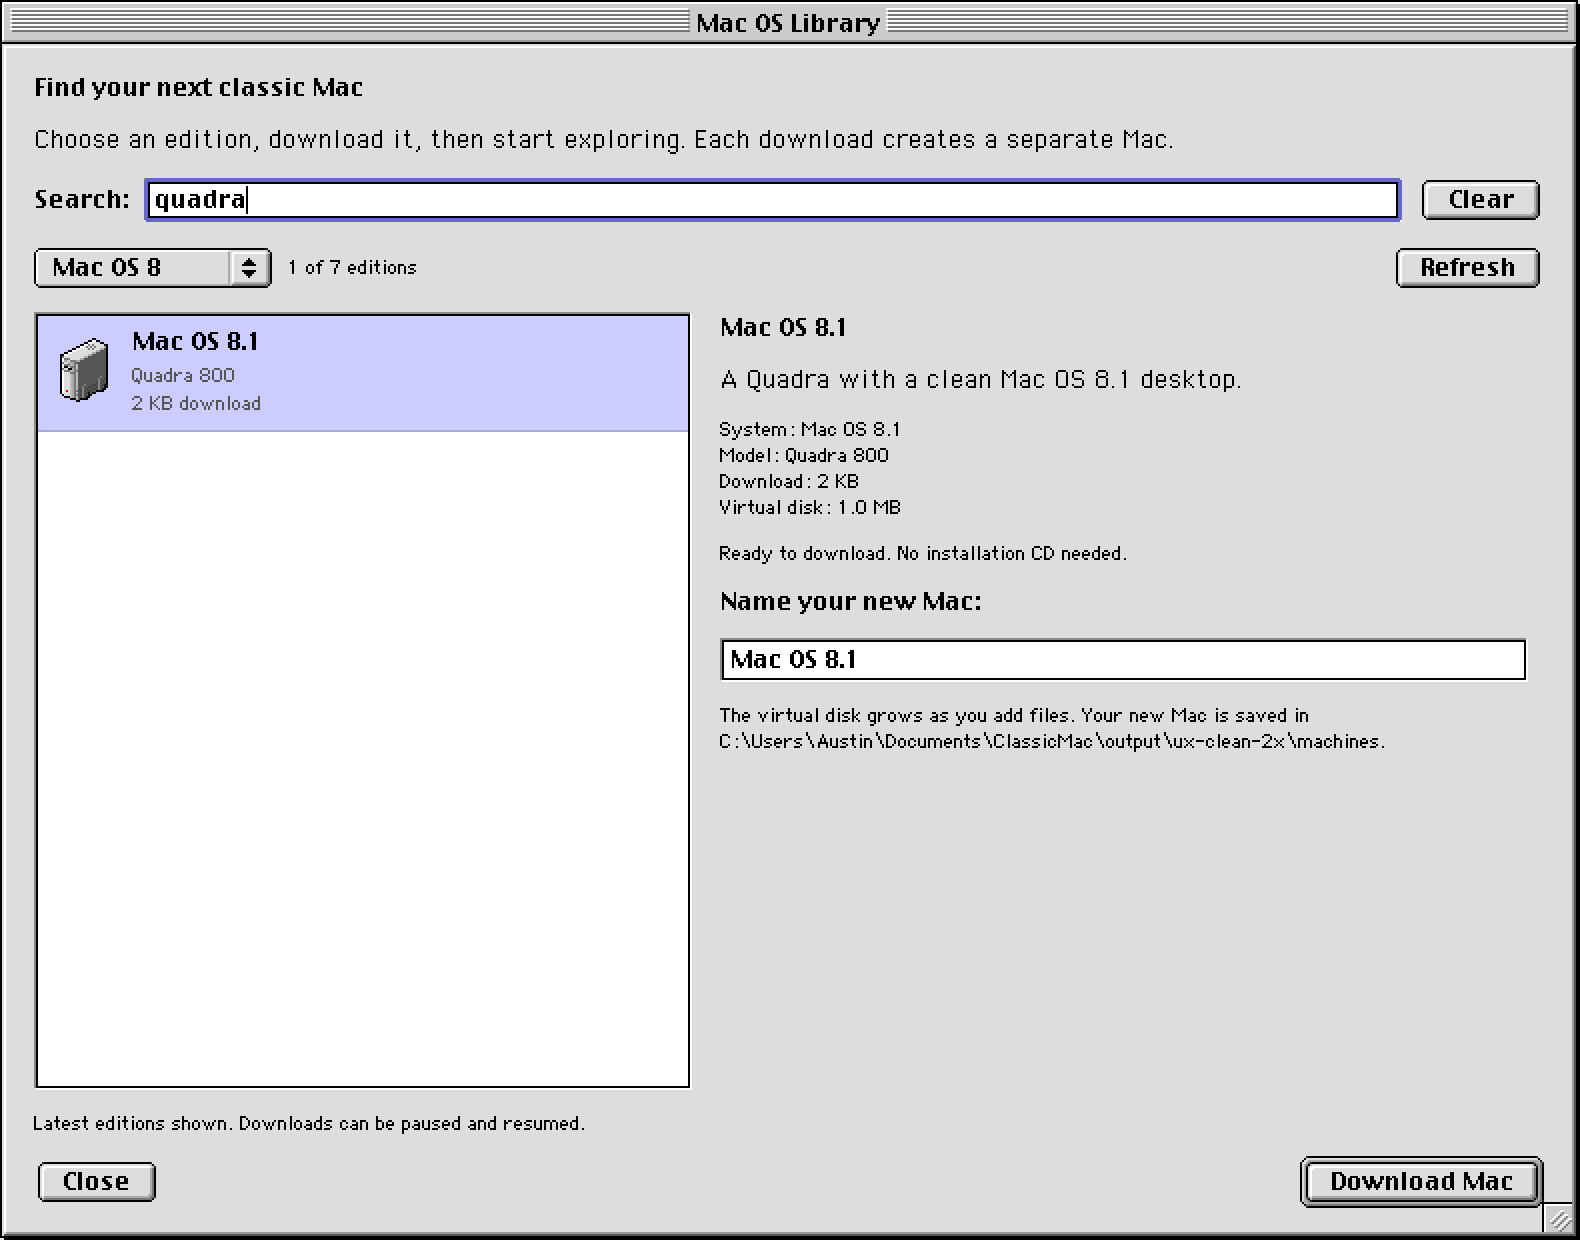 Mac OS Library
Find your next classic Mac
Choose an edition, download it, then start exploring. Each download creates a separate Mac.
Search: quadra Clear
Mac OS 8 1 of 7 editions Refresh
Mac OS 8.1
Quadra 800
2 KB download
Mac OS 8.1
A Quadra with a clean Mac OS 8.1 desktop.
System: Mac OS 8.1
Model: Quadra 800
Download: 2 KB
Virtual disk: 1.0 MB
Ready to download. No installation CD needed.
Name your new Mac:
Mac OS 8.1
The virtual disk grows as you add files. Your new Mac is saved in
C:\Users\Austin\Documents\ClassicMac\output\ux-clean-2x\machines.
Latest editions shown. Downloads can be paused and resumed.
Close Download Mac